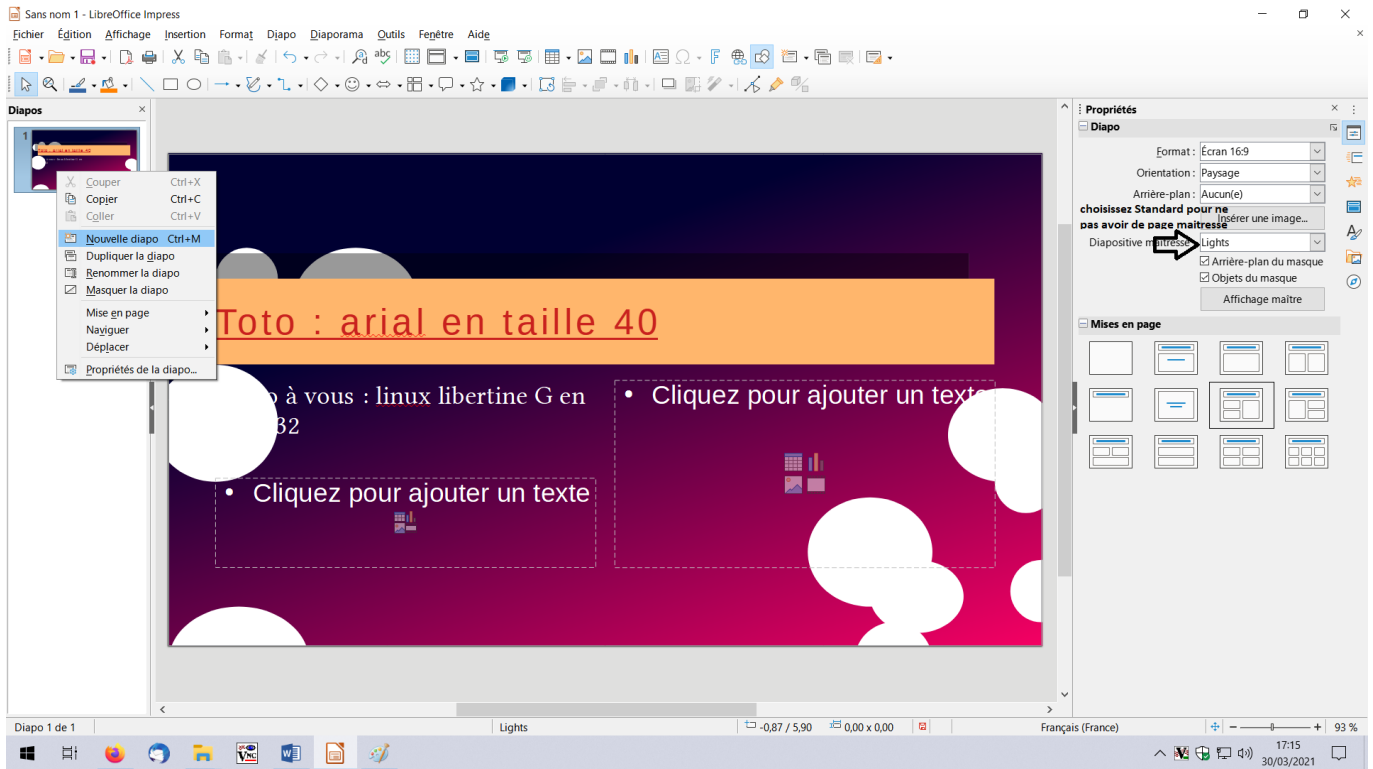 Sans nom 1 - LibreOffice Impress
Fichier Édition Affichage Insertion Format Diapo Diaporama Outils Fenêtre Aide
Diapos
1
Couper Ctrl+X
Copier Ctrl+C
Coller Ctrl+V
Nouvelle diapo Ctrl+M
Dupliquer la diapo
Renommer la diapo
Masquer la diapo
Mise en page
Naviguer
Déplacer
Propriétés de la diapo...
Toto : arial en taille 40
à vous : linux libertine G en
32
Cliquez pour ajouter un texte
Cliquez pour ajouter un texte
Propriétés
Diapo
Format : Écran 16:9
Orientation : Paysage
Arrière-plan : Aucun(e)
choisissez Standard pour ne
pas avoir de page maitresse
Insérer une image...
Diapositive maîtresse Lights
Arrière-plan du masque
Objets du masque
Affichage maître
Mises en page
Diapo 1 de 1
Lights
-0,87 / 5,90
0,00 x 0,00
Français (France)
93 %
17:15
30/03/2021